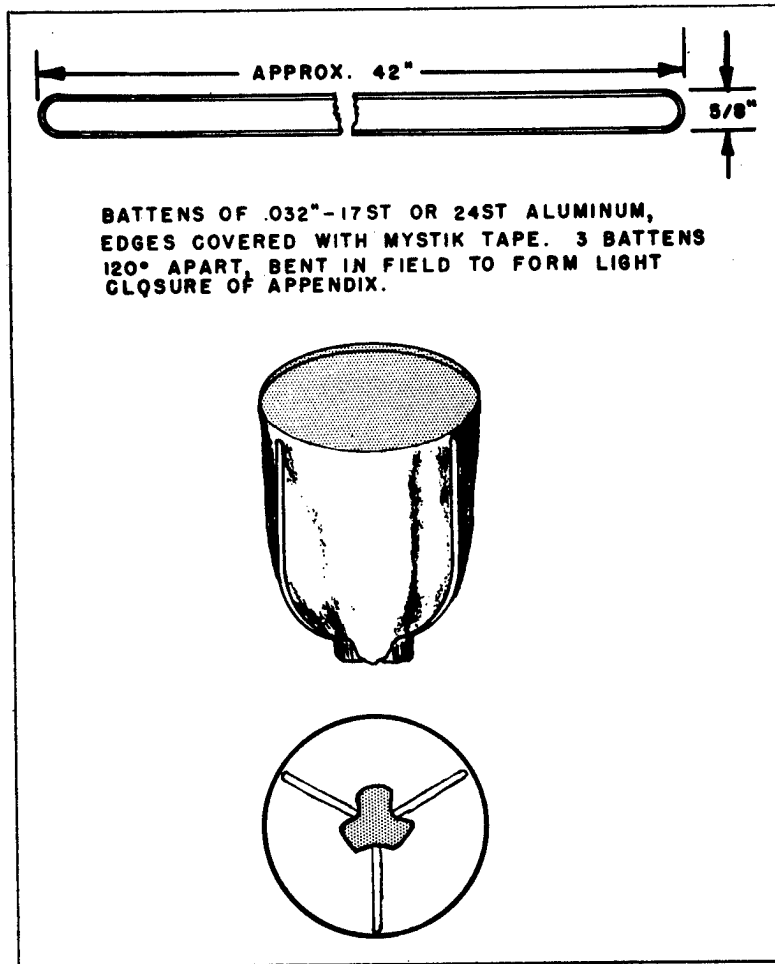 APPROX. 42"
5/8"
BATTENS OF .032"-17ST OR 24ST ALUMINUM,
EDGES COVERED WITH MYSTIK TAPE. 3 BATTENS
120° APART, BENT IN FIELD TO FORM LIGHT
CLOSURE OF APPENDIX.